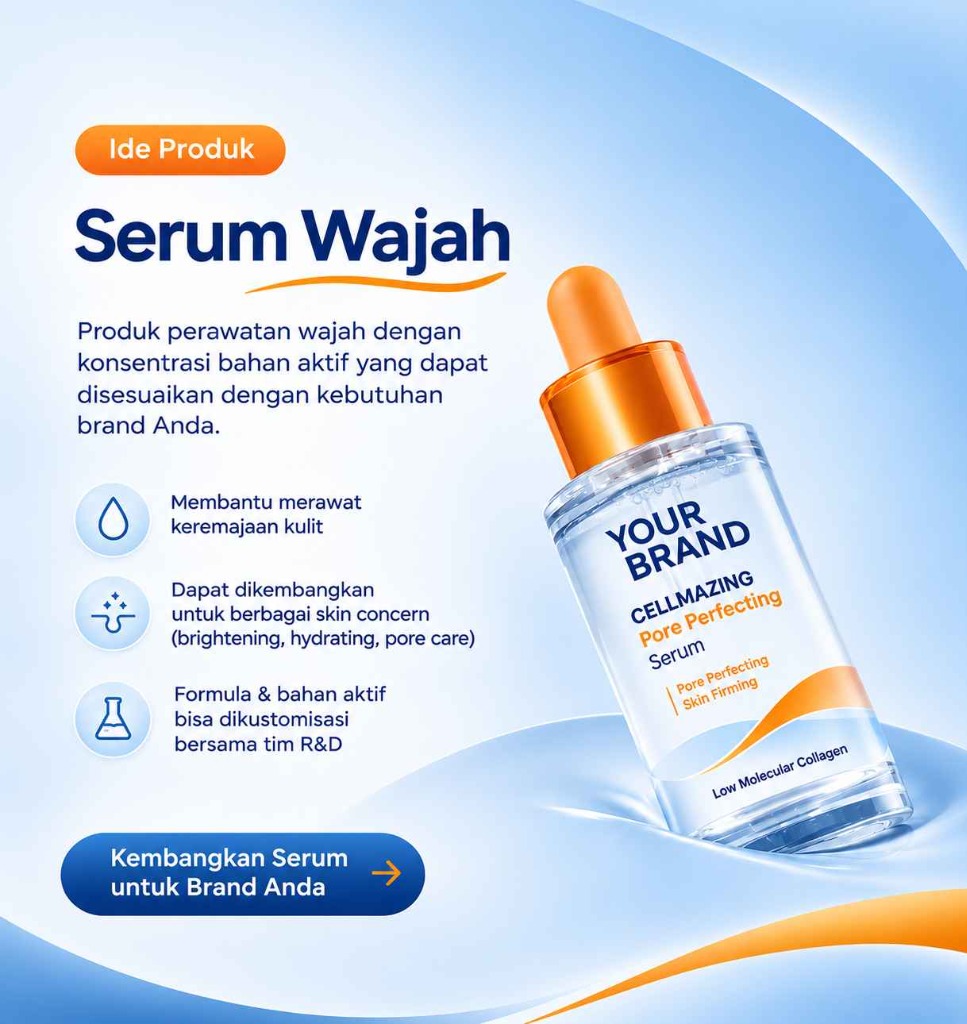 Ide Produk
Serum Wajah
Produk perawatan wajah dengan
konsentrasi bahan aktif yang dapat
disesuaikan dengan kebutuhan
brand Anda.
Membantu merawat
keremajaan kulit
Dapat dikembangkan
untuk berbagai skin concern
(brightening, hydrating, pore care)
Formula & bahan aktif
bisa dikustomisasi
bersama tim R&D
Kembangkan Serum
untuk Brand Anda
YOUR
BRAND
CELLMAZING
Pore Perfecting
Serum
Pore Perfecting
Skin Firming
Low Molecular Collagen